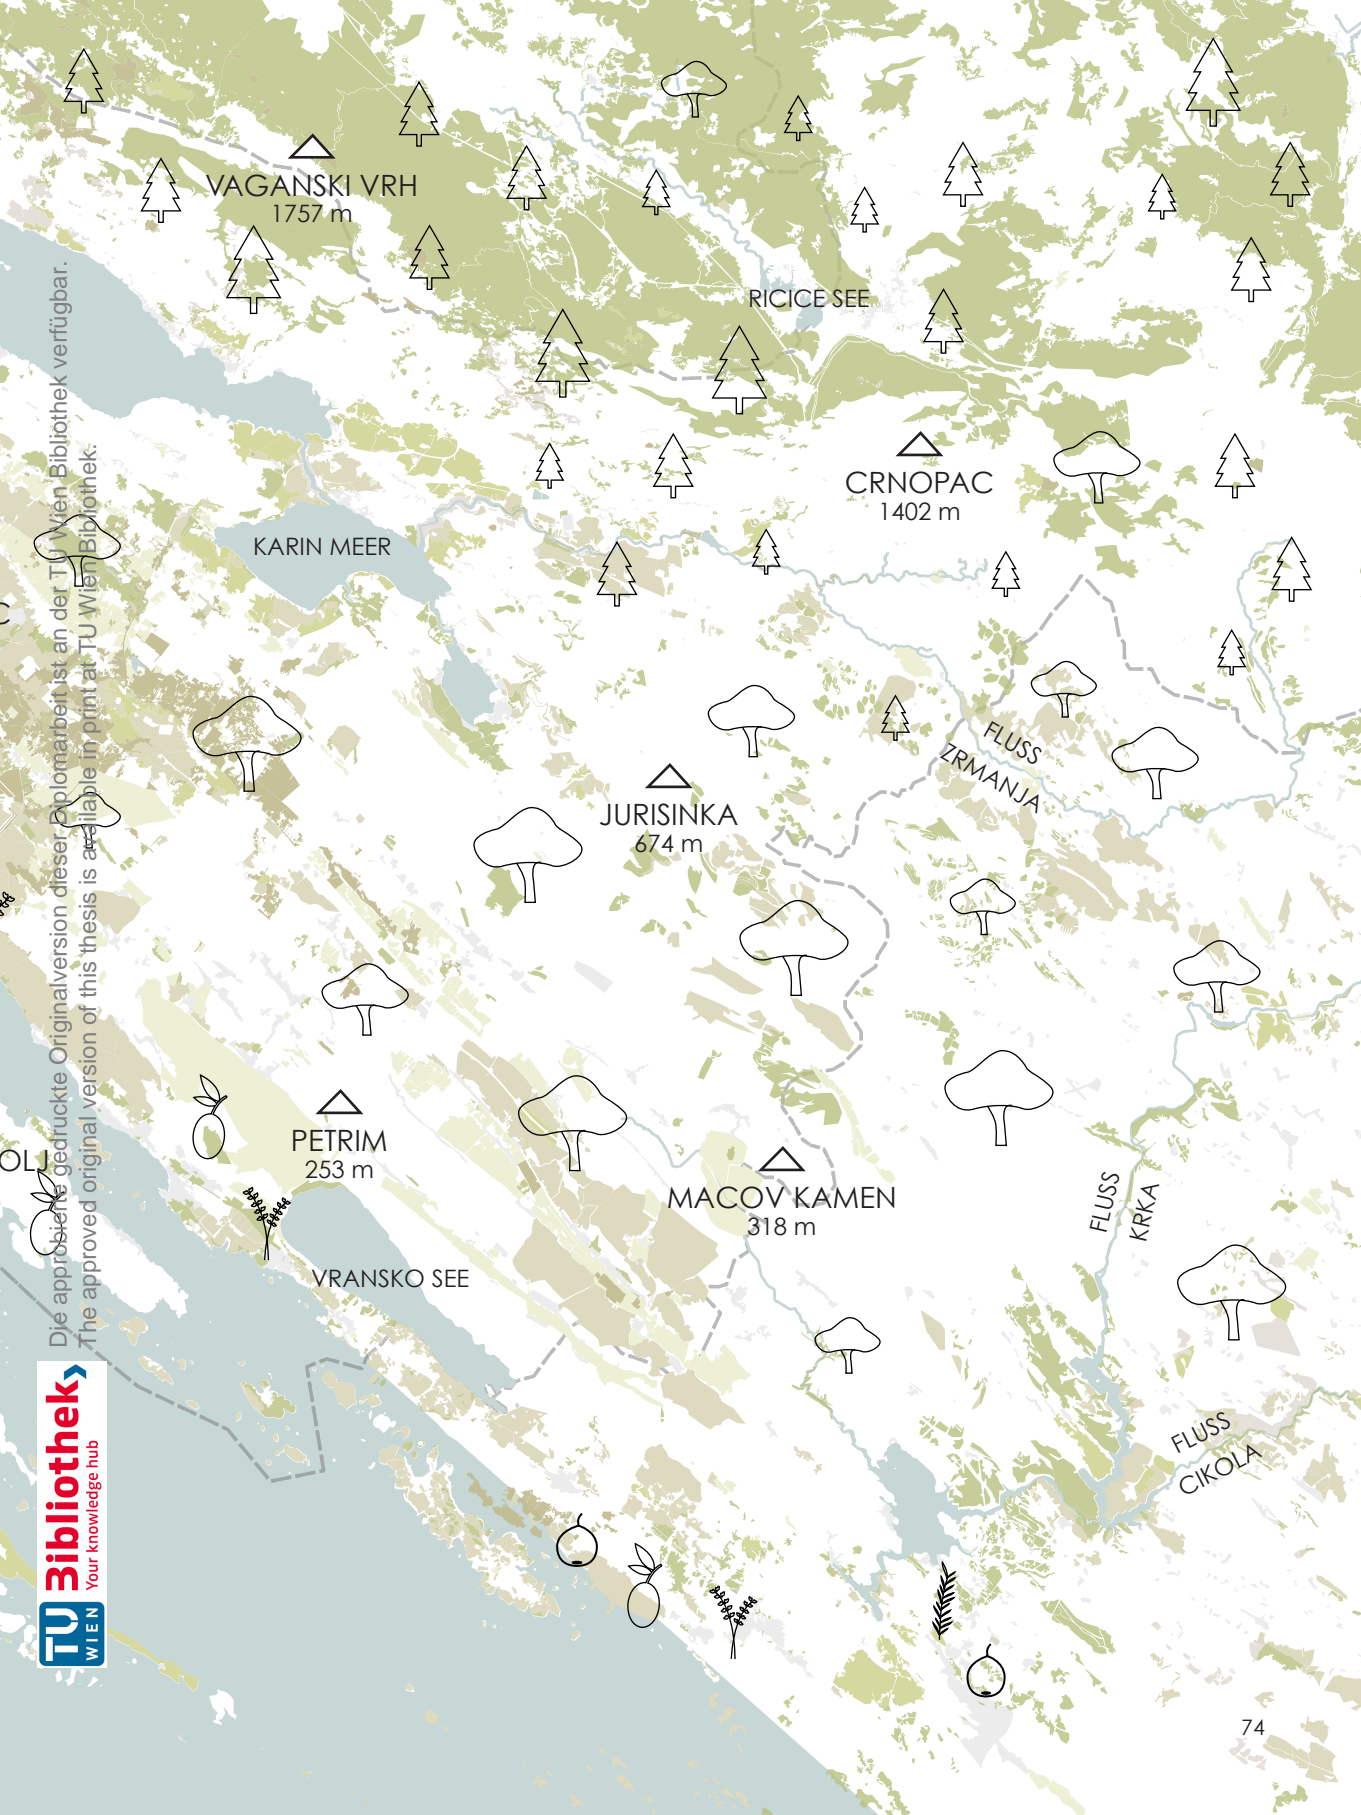 VAGANSKI VRH
1757 m
RICICE SEE
CRNOPAC
1402 m
KARIN MEER
C
FLUSS
ZRMANJA
JURISINKA
674 m
PETRIM
253 m
OLJ
MACOV KAMEN
318 m
FLUSS
KRKA
VRANSKO SEE
FLUSS
CIKOLA
74
Die approbierte gedruckte Originalversion dieser Diplomarbeit ist an der TU Wien Bibliothek verfügbar.
The approved original version of this thesis is available in print at TU Wien Bibliothek.
TU
WIEN
Bibliothek
Your knowledge hub